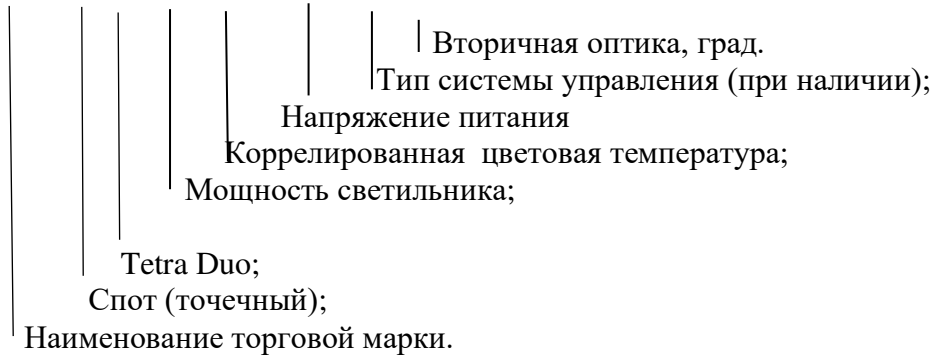 Вторичная оптика, град.
Тип системы управления (при наличии);
Напряжение питания
Коррелированная цветовая температура;
Мощность светильника;
Tetra Duo;
Спот (точечный);
Наименование торговой марки.